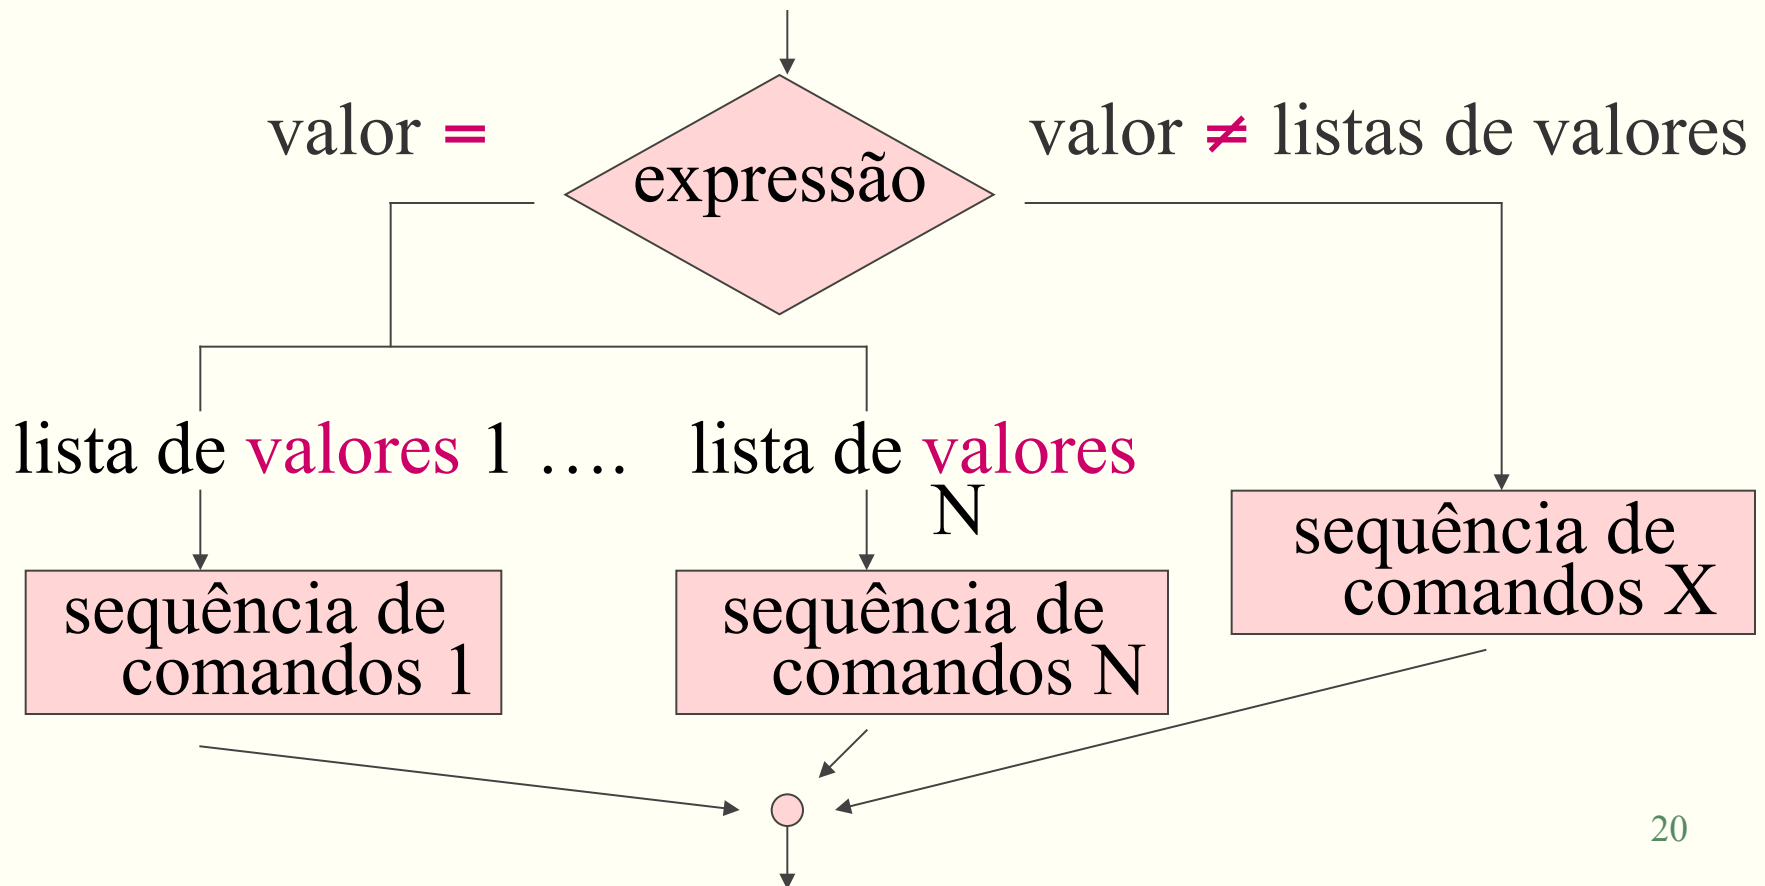 valor =
expressão
valor ≠ listas de valores
lista de valores 1 ....
lista de valores
N
sequência de
comandos 1
sequência de
comandos N
sequência de
comandos X
20